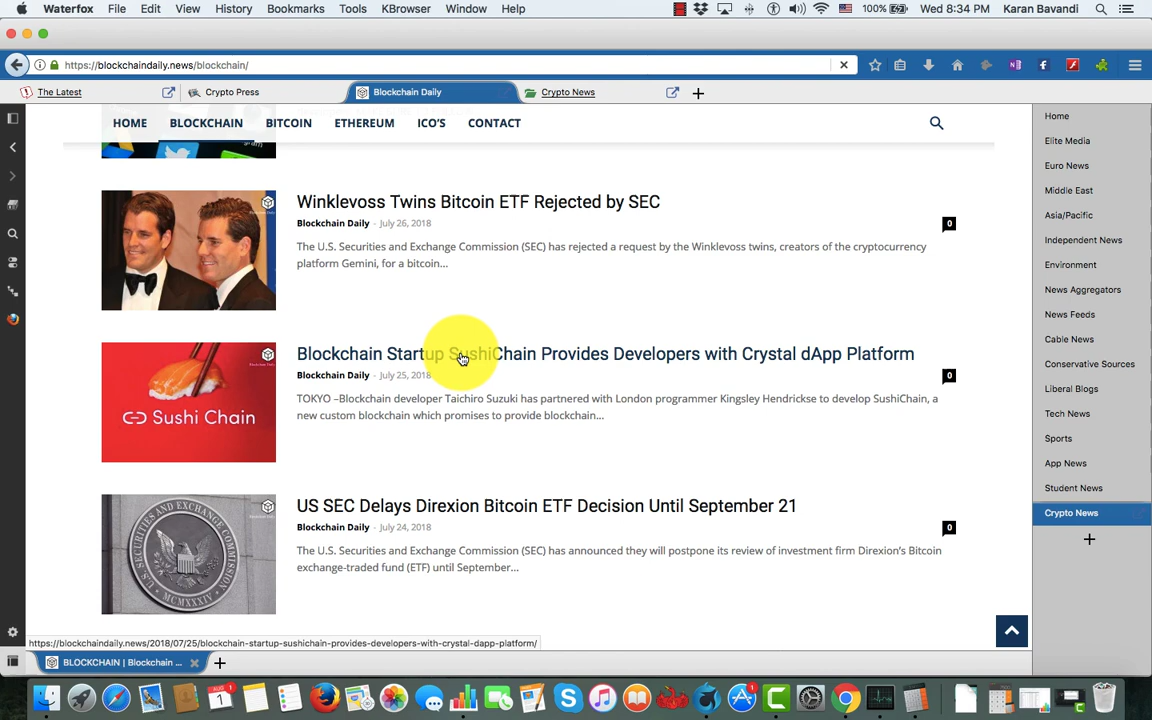 Waterfox File Edit View History Bookmarks Tools KBrowser Window Help 100% Wed 8:34 PM Karan Bavandi
https://blockchaindaily.news/blockchain/
The Latest Crypto Press Blockchain Daily Crypto News
HOME BLOCKCHAIN BITCOIN ETHEREUM ICO'S CONTACT
Winklevoss Twins Bitcoin ETF Rejected by SEC
Blockchain Daily - July 26, 2018
0
The U.S. Securities and Exchange Commission (SEC) has rejected a request by the Winklevoss twins, creators of the cryptocurrency
platform Gemini, for a bitcoin...
Sushi Chain
Blockchain Startup SushiChain Provides Developers with Crystal dApp Platform
Blockchain Daily - July 25, 2018
0
TOKYO –Blockchain developer Taichiro Suzuki has partnered with London programmer Kingsley Hendrickse to develop SushiChain, a
new custom blockchain which promises to provide blockchain...
SECURITIES AND EXCHANGE COMMISSION
MCMXXXIV
US SEC Delays Direxion Bitcoin ETF Decision Until September 21
Blockchain Daily - July 24, 2018
0
The U.S. Securities and Exchange Commission (SEC) has announced they will postpone its review of investment firm Direxion's Bitcoin
exchange-traded fund (ETF) until September...
Home
Elite Media
Euro News
Middle East
Asia/Pacific
Independent News
Environment
News Aggregators
News Feeds
Cable News
Conservative Sources
Liberal Blogs
Tech News
Sports
App News
Student News
Crypto News
https://blockchaindaily.news/2018/07/25/blockchain-startup-sushichain-provides-developers-with-crystal-dapp-platform/
BLOCKCHAIN | Blockchain ...